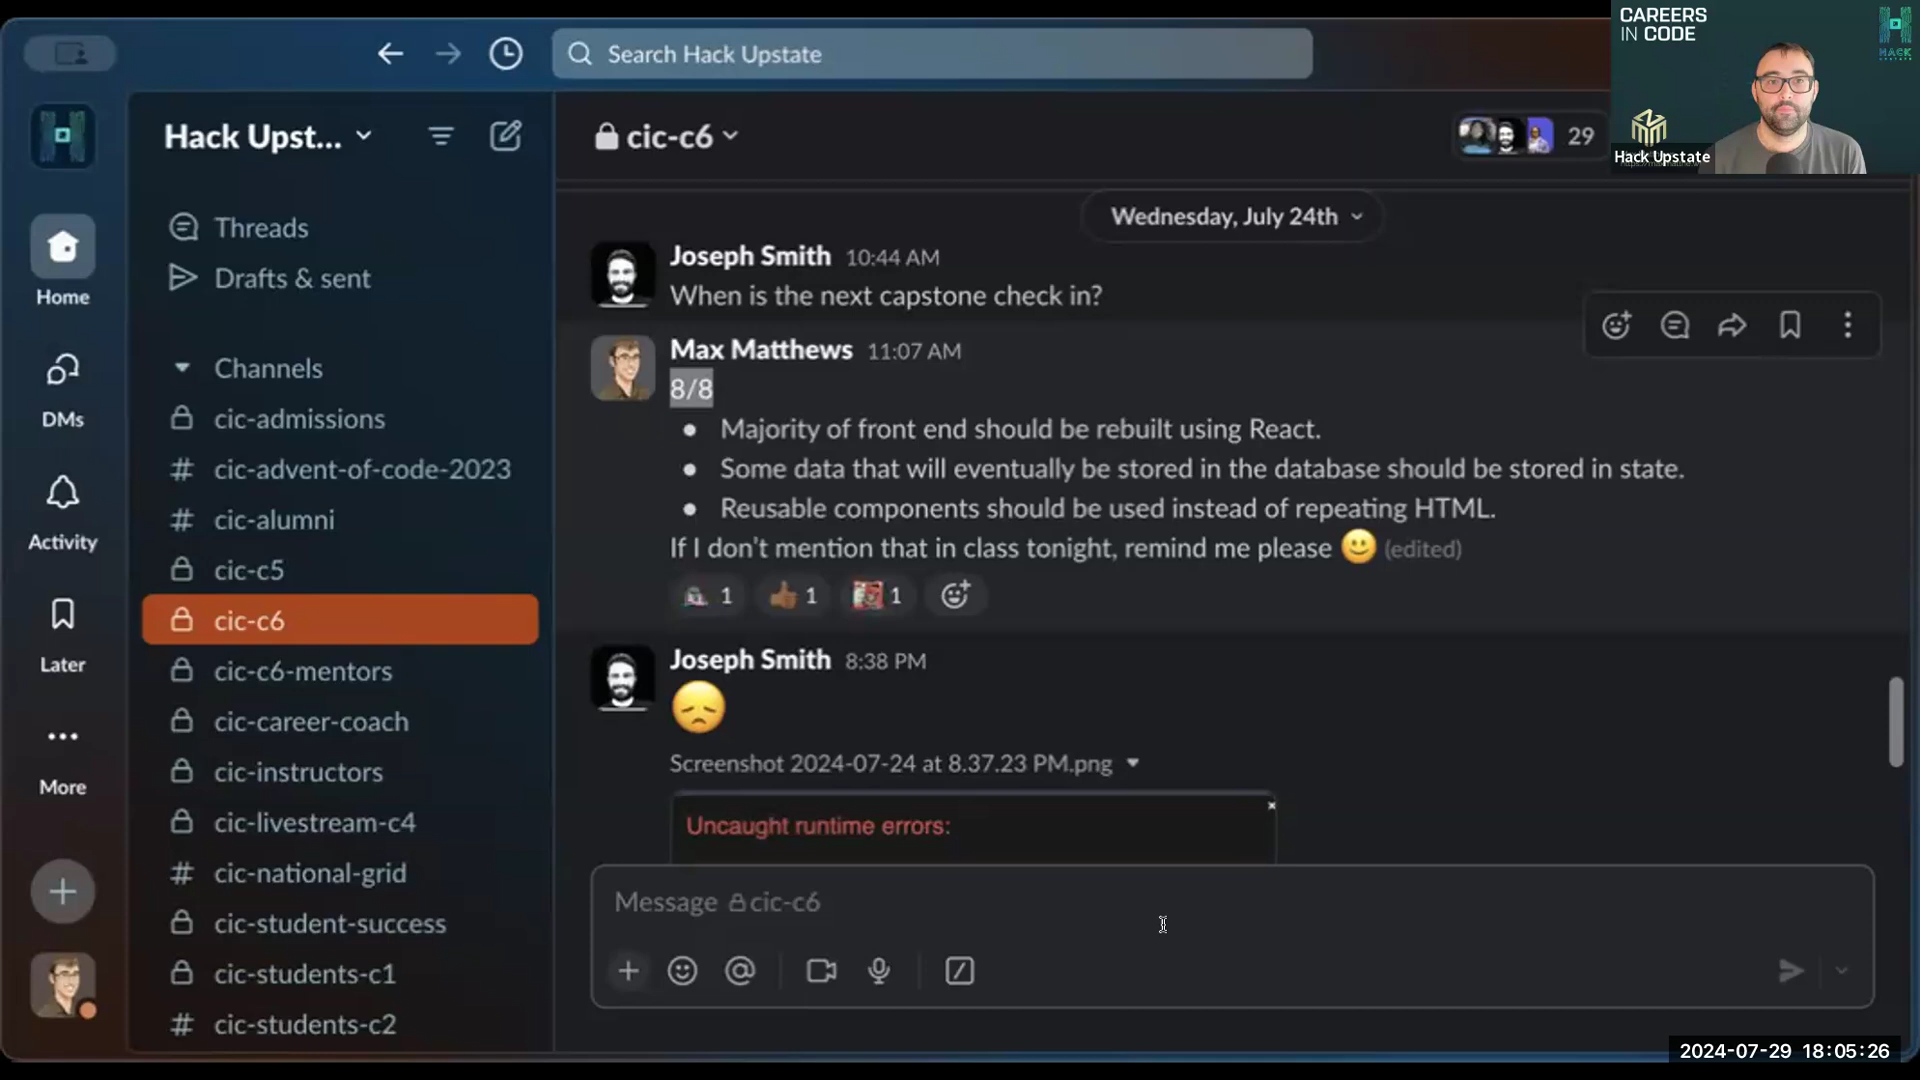 Search Hack Upstate
CAREERS
IN CODE
HACK
Hack Upstate
Hack Upst...
cic-c6
29
Home
DMs
Activity
Later
More
Threads
Drafts & sent
Channels
cic-admissions
cic-advent-of-code-2023
cic-alumni
cic-c5
cic-c6
cic-c6-mentors
cic-career-coach
cic-instructors
cic-livestream-c4
cic-national-grid
cic-student-success
cic-students-c1
cic-students-c2
Wednesday, July 24th
Joseph Smith 10:44 AM
When is the next capstone check in?
Max Matthews 11:07 AM
8/8
• Majority of front end should be rebuilt using React.
• Some data that will eventually be stored in the database should be stored in state.
• Reusable components should be used instead of repeating HTML.
If I don't mention that in class tonight, remind me please 🙂 (edited)
1 1 1
Joseph Smith 8:38 PM
😞
Screenshot 2024-07-24 at 8.37.23 PM.png
Uncaught runtime errors:
Message cic-c6
2024-07-29 18:05:26